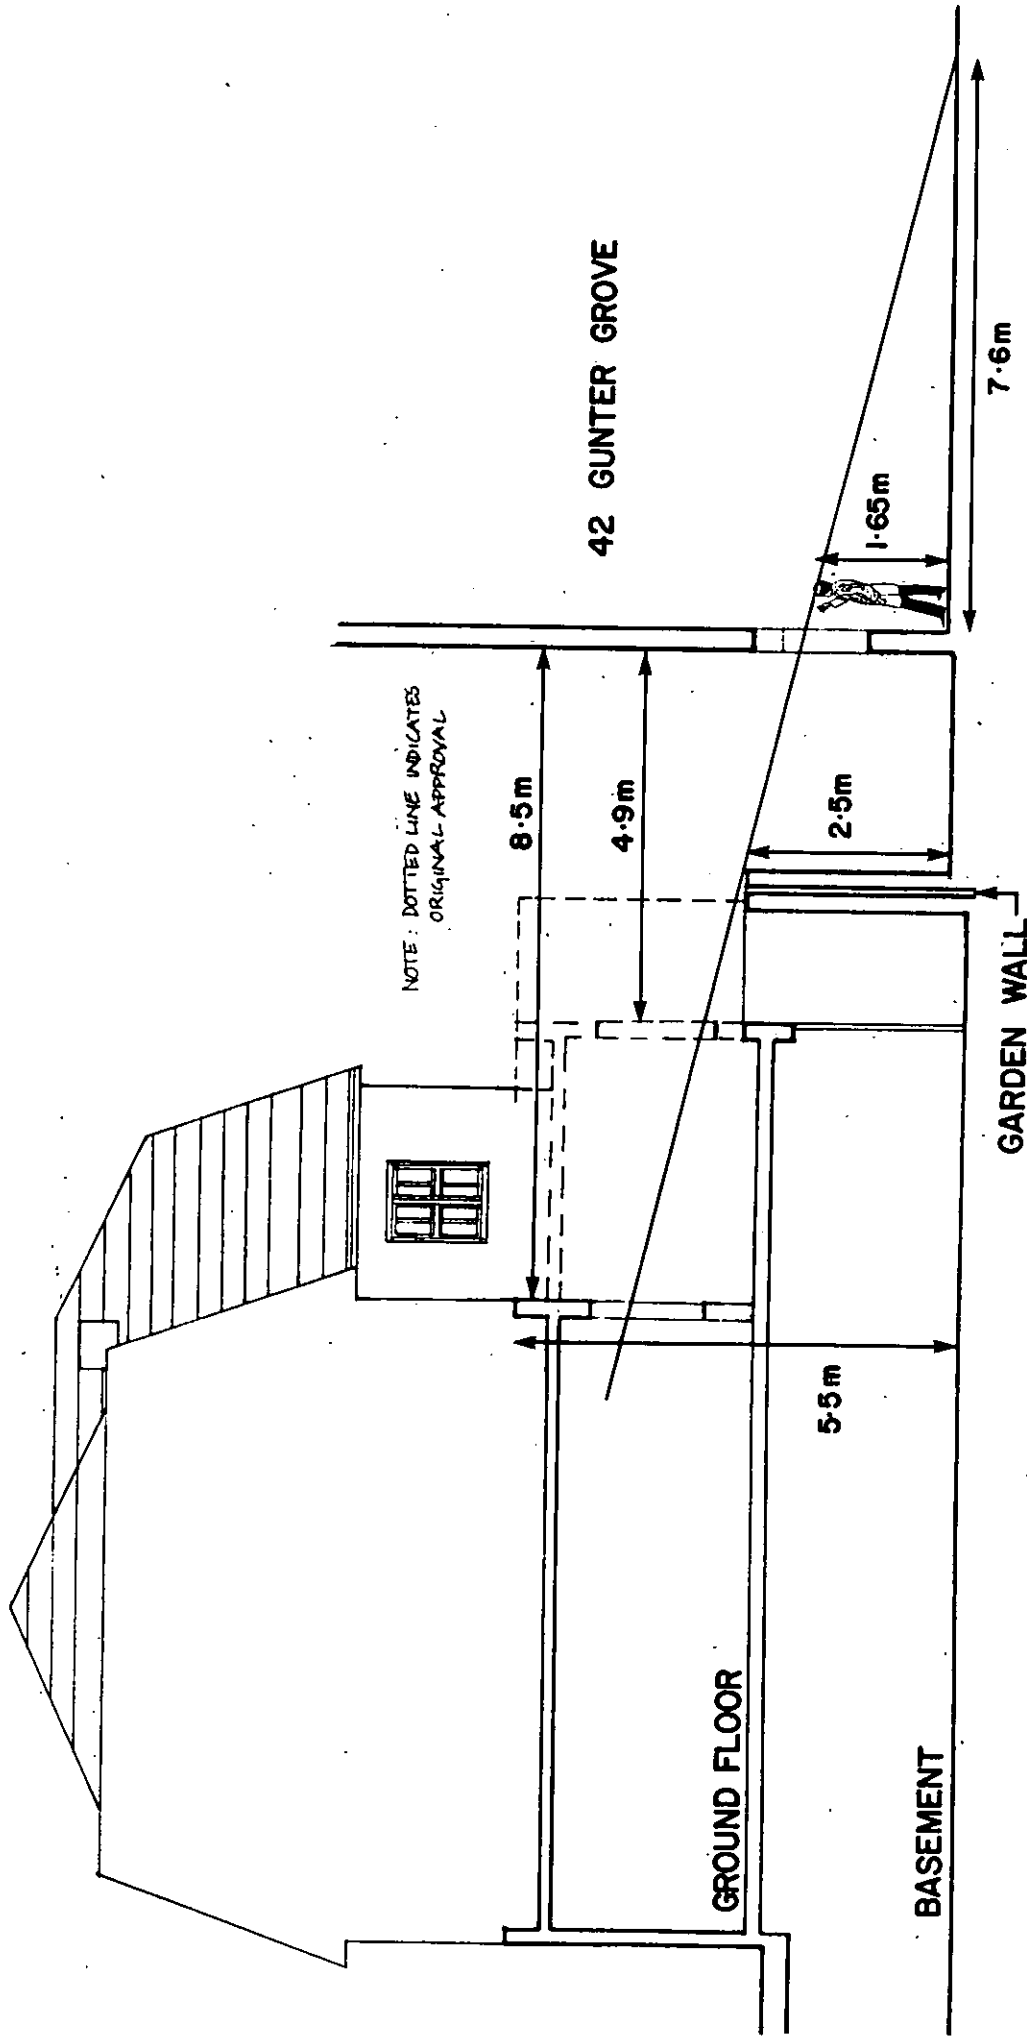 NOTE: DOTTED LINE INDICATES
ORIGINAL APPROVAL
8·5m
4·9m
42 GUNTER GROVE
1·65m
2·5m
5·5m
GROUND FLOOR
BASEMENT
GARDEN WALL
7·6m